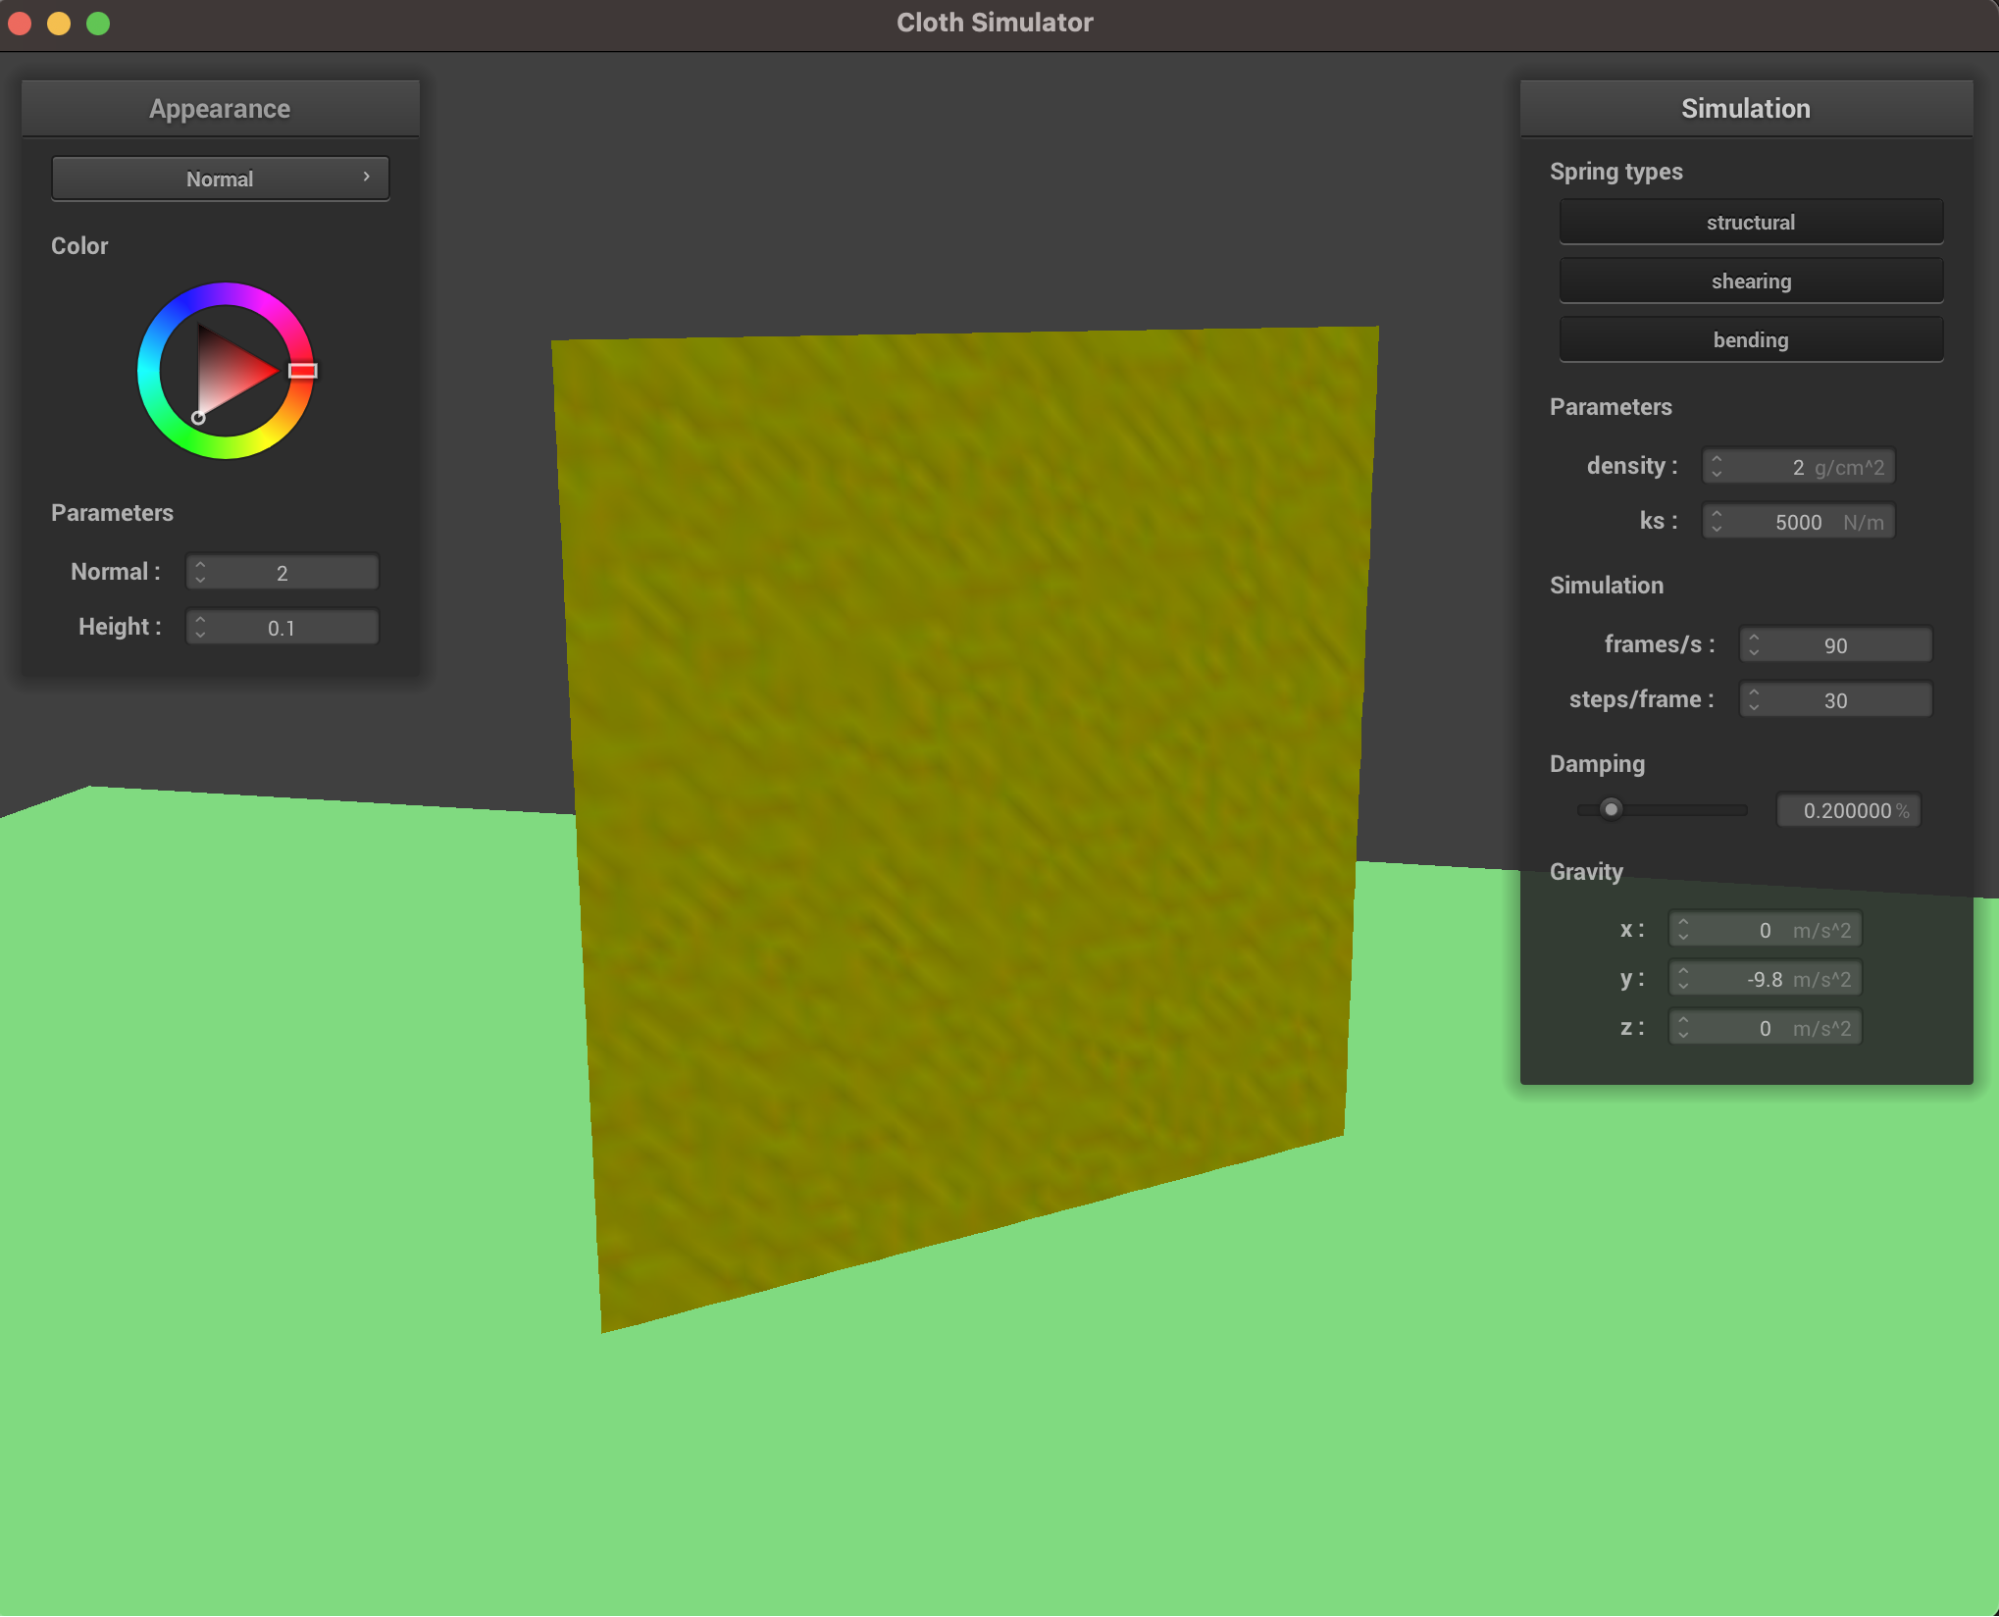 Cloth Simulator
Appearance
Normal
Color
Parameters
Normal : 2
Height : 0.1
Simulation
Spring types
structural
shearing
bending
Parameters
density : 2 g/cm^2
ks : 5000 N/m
Simulation
frames/s : 90
steps/frame : 30
Damping
0.200000 %
Gravity
x : 0 m/s^2
y : -9.8 m/s^2
z : 0 m/s^2